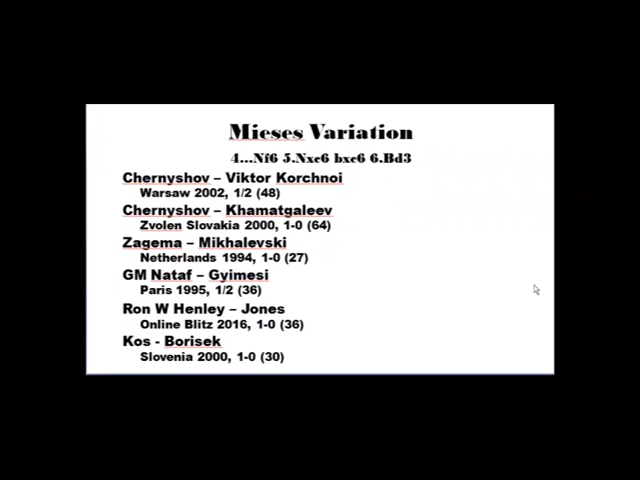 Mieses Variation
4...Nf6 5.Nxc6 bxc6 6.Bd3
Chernyshov – Viktor Korchnoi
Warsaw 2002, 1/2 (48)
Chernyshov – Khamatgaleev
Zvolen Slovakia 2000, 1-0 (64)
Zagema – Mikhalevski
Netherlands 1994, 1-0 (27)
GM Nataf – Gyimesi
Paris 1995, 1/2 (36)
Ron W Henley – Jones
Online Blitz 2016, 1-0 (36)
Kos - Borisek
Slovenia 2000, 1-0 (30)